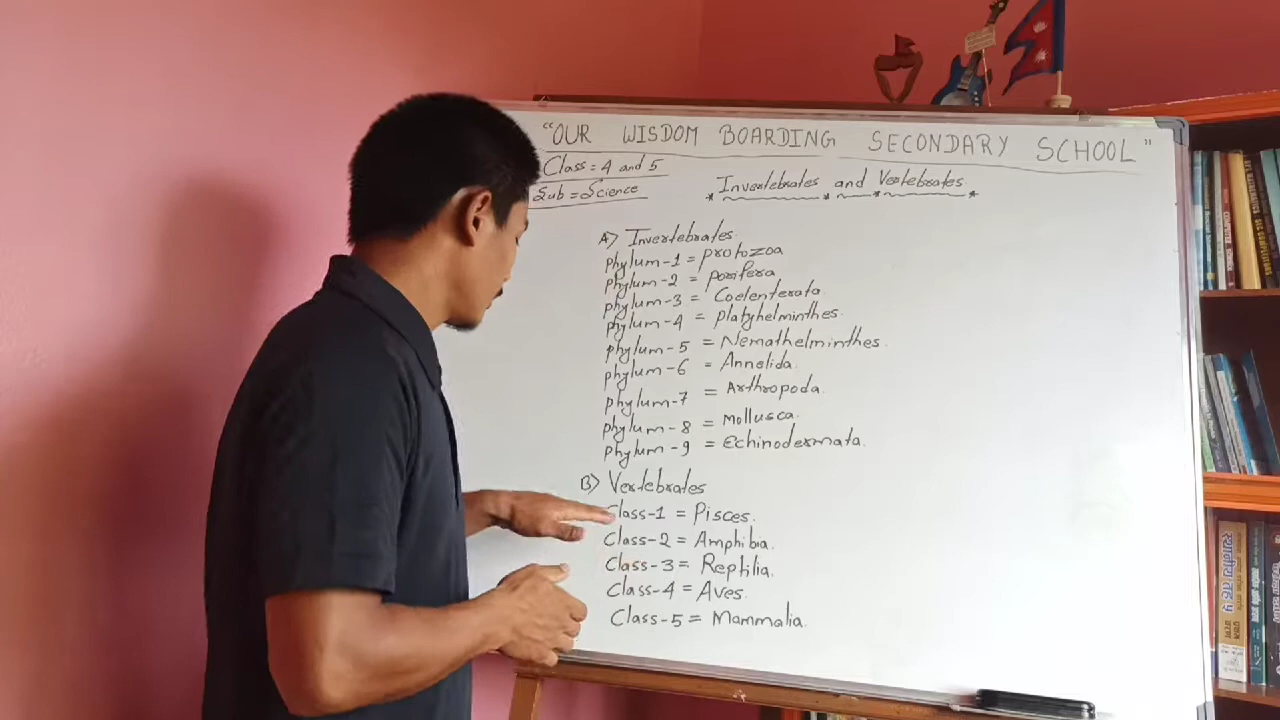 "OUR WISDOM BOARDING SECONDARY SCHOOL"
Class = 4 and 5
Sub = Science
* Invertebrates and Vertebrates *
A) Invertebrates
phylum-1 = protozoa
phylum-2 = porifera
phylum-3 = Coelenterata
phylum-4 = platyhelminthes.
phylum-5 = Nemathelminthes.
phylum-6 = Annelida.
phylum-7 = Arthropoda.
phylum-8 = Mollusca.
phylum-9 = Echinodermata.
B) Vertebrates
Class-1 = Pisces.
Class-2 = Amphibia.
Class-3 = Reptilia.
Class-4 = Aves.
Class-5 = Mammalia.